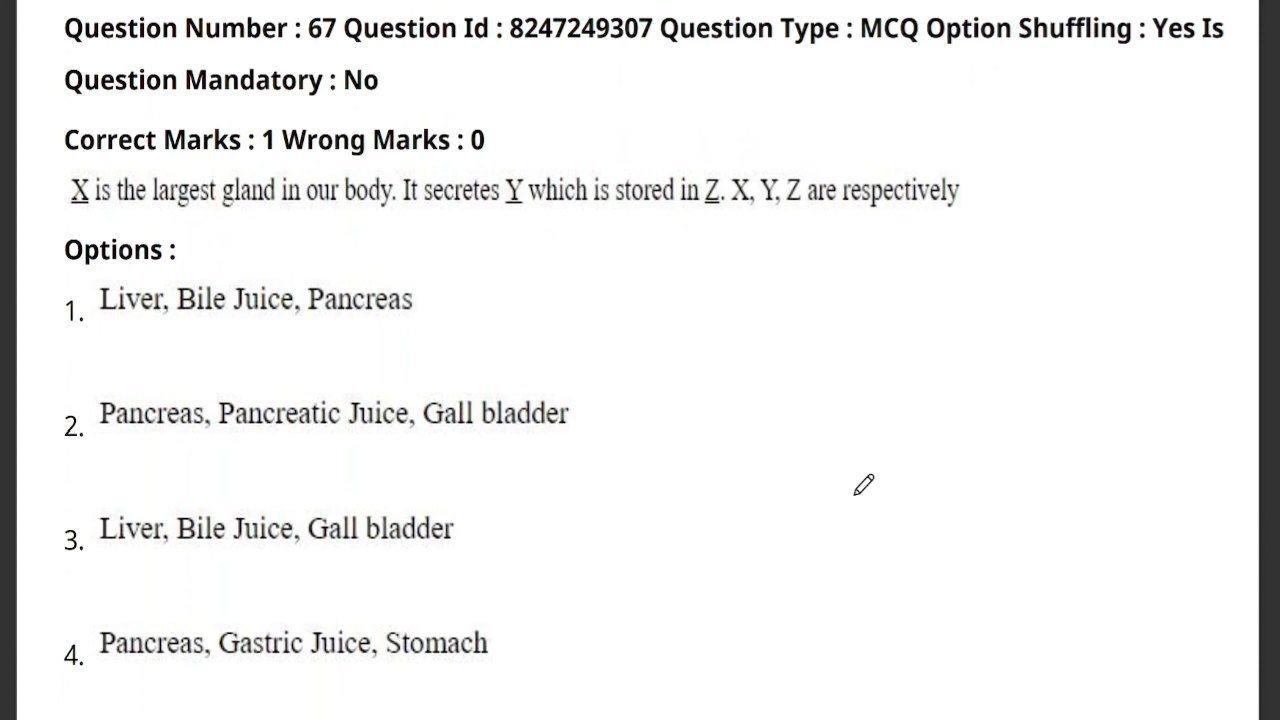 Question Number : 67 Question Id : 8247249307 Question Type : MCQ Option Shuffling : Yes Is
Question Mandatory : No
Correct Marks : 1 Wrong Marks : 0
X is the largest gland in our body. It secretes Y which is stored in Z. X, Y, Z are respectively
Options :
1. Liver, Bile Juice, Pancreas
2. Pancreas, Pancreatic Juice, Gall bladder
3. Liver, Bile Juice, Gall bladder
4. Pancreas, Gastric Juice, Stomach